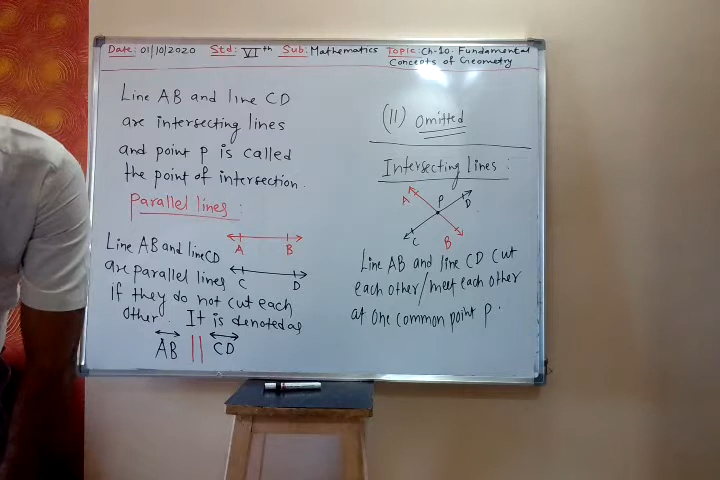 Date: 01/10/2020 Std: VIth Sub: Mathematics Topic: Ch-10. Fundamental
Concepts of Geometry
Line AB and line CD
are intersecting lines
and point P is called
the point of intersection.
Parallel lines:
A B
Line AB and line CD
C D
are parallel lines
if they do not cut each
other. It is denoted as
AB || CD
(11) Omitted
Intersecting lines:
A P D
C B
Line AB and line CD cut
each other/meet each other
at one common point P.